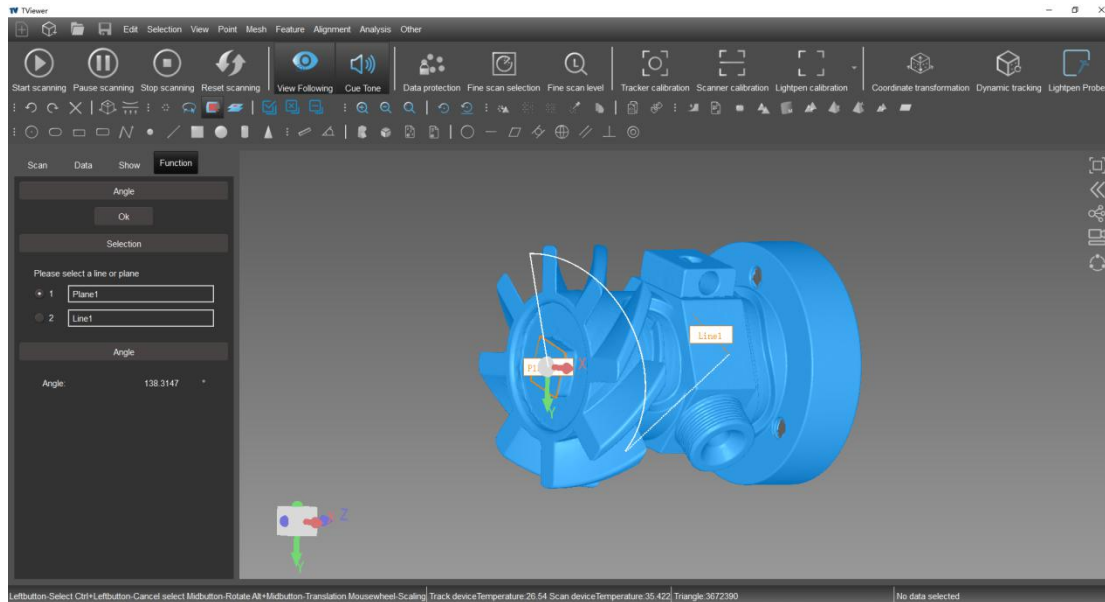 TViewer
Edit Selection View Point Mesh Feature Alignment Analysis Other
Start scanning Pause scanning Stop scanning Reset scanning View Following Cue Tone Data protection Fine scan selection Fine scan level Tracker calibration Scanner calibration Lightpen calibration Coordinate transformation Dynamic tracking Lightpen Probe
Scan Data Show Function
Angle
Ok
Selection
Please select a line or plane
1 Plane1
2 Line1
Angle
Angle: 138.3147 °
Line1
X
Y
Z
Y
Leftbutton-Select Ctrl+Leftbutton-Cancel select Midbutton-Rotate Alt+Midbutton-Translation Mousewheel-Scaling Track deviceTemperature:26.54 Scan deviceTemperature:35.422 Triangle:3672390 No data selected